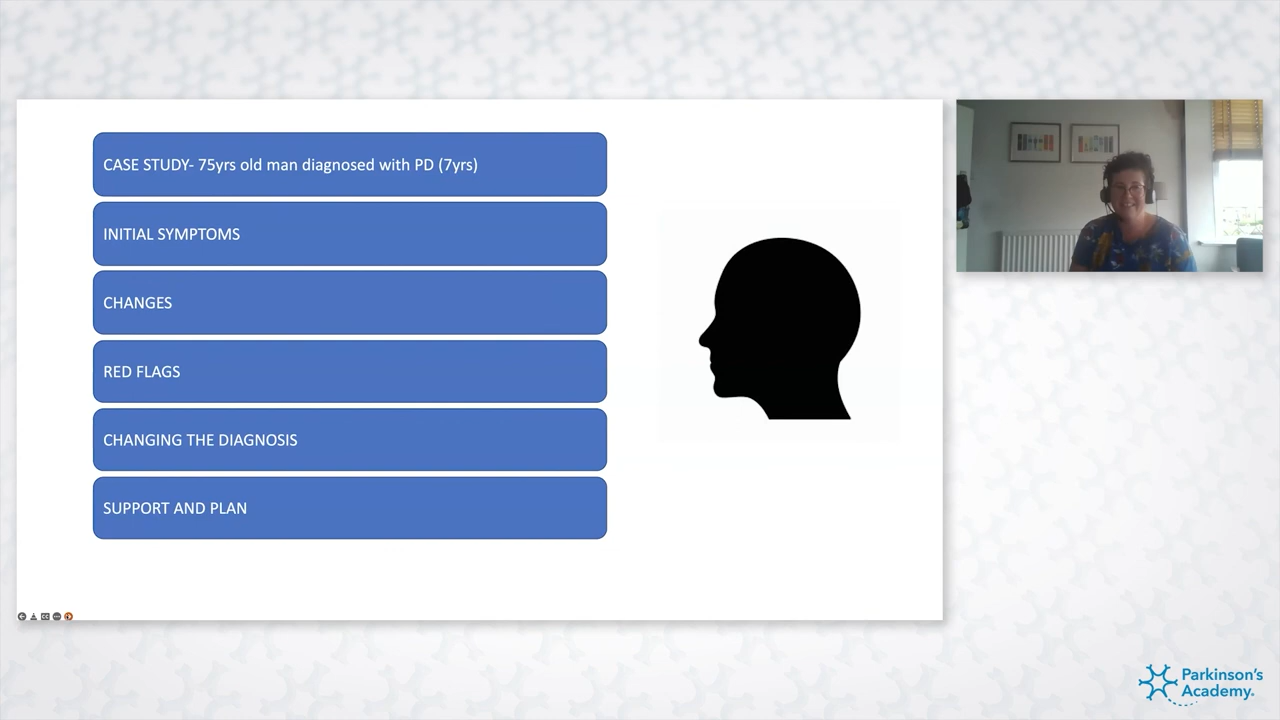 CASE STUDY- 75yrs old man diagnosed with PD (7yrs)
INITIAL SYMPTOMS
CHANGES
RED FLAGS
CHANGING THE DIAGNOSIS
SUPPORT AND PLAN
Parkinson's
Academy.